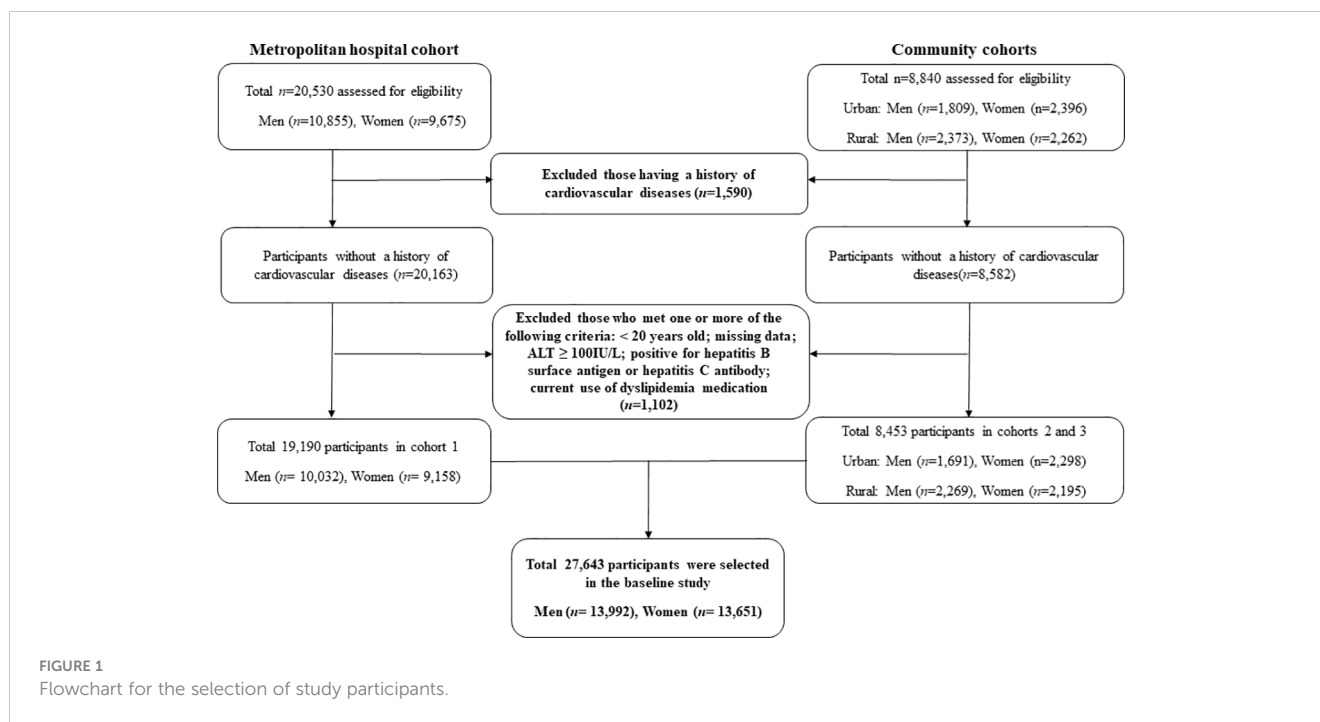 Metropolitan hospital cohort
Total n=20,530 assessed for eligibility
Men (n=10,855), Women (n=9,675)
Community cohorts
Total n=8,840 assessed for eligibility
Urban: Men (n=1,809), Women (n=2,396)
Rural: Men (n=2,373), Women (n=2,262)
Excluded those having a history of
cardiovascular diseases (n=1,590)
Participants without a history of
cardiovascular diseases (n=20,163)
Participants without a history of cardiovascular
diseases(n=8,582)
Excluded those who met one or more of the
following criteria: < 20 years old; missing data;
ALT ≥ 100IU/L; positive for hepatitis B
surface antigen or hepatitis C antibody;
current use of dyslipidemia medication
(n=1,102)
Total 19,190 participants in cohort 1
Men (n= 10,032), Women (n= 9,158)
Total 8,453 participants in cohorts 2 and 3
Urban: Men (n=1,691), Women (n=2,298)
Rural: Men (n=2,269), Women (n=2,195)
Total 27,643 participants were selected
in the baseline study
Men (n= 13,992), Women (n= 13,651)
FIGURE 1
Flowchart for the selection of study participants.